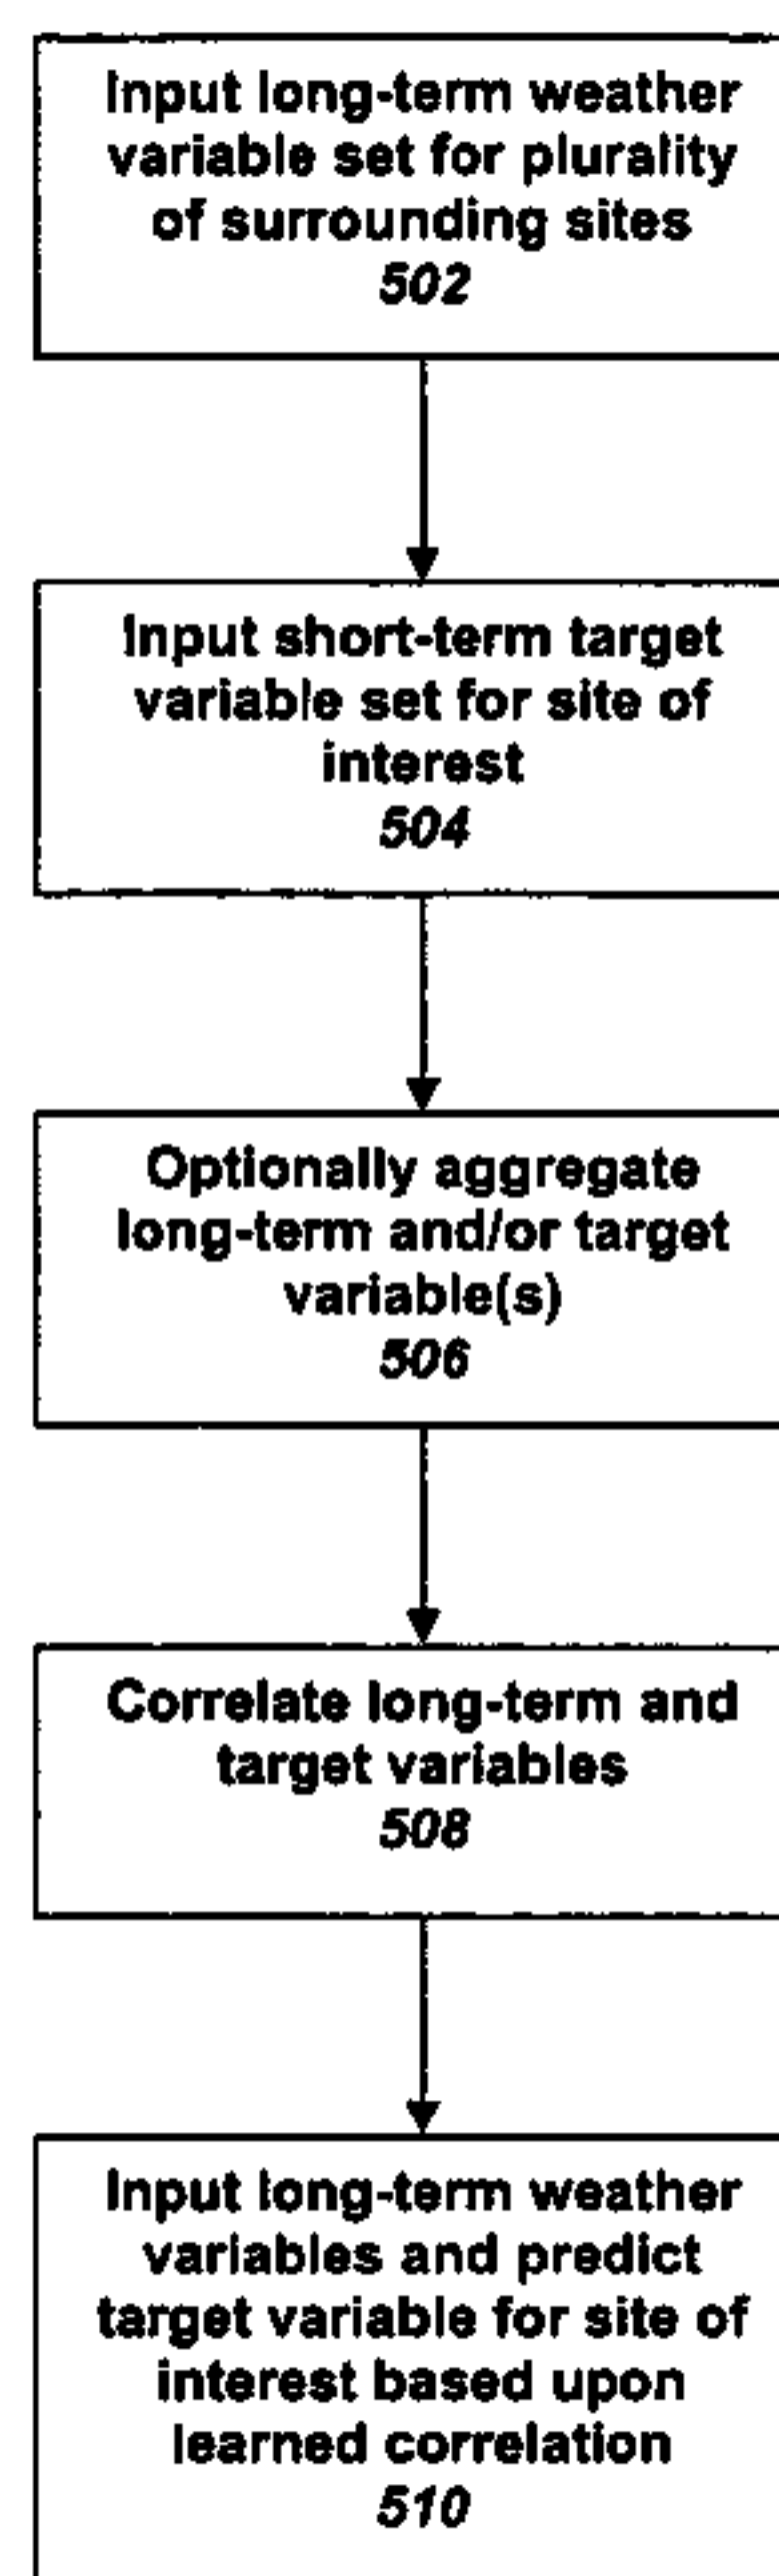 Input long-term weather
variable set for plurality
of surrounding sites
502
Input short-term target
variable set for site of
interest
504
Optionally aggregate
long-term and/or target
variable(s)
506
Correlate long-term and
target variables
508
Input long-term weather
variables and predict
target variable for site of
interest based upon
learned correlation
510